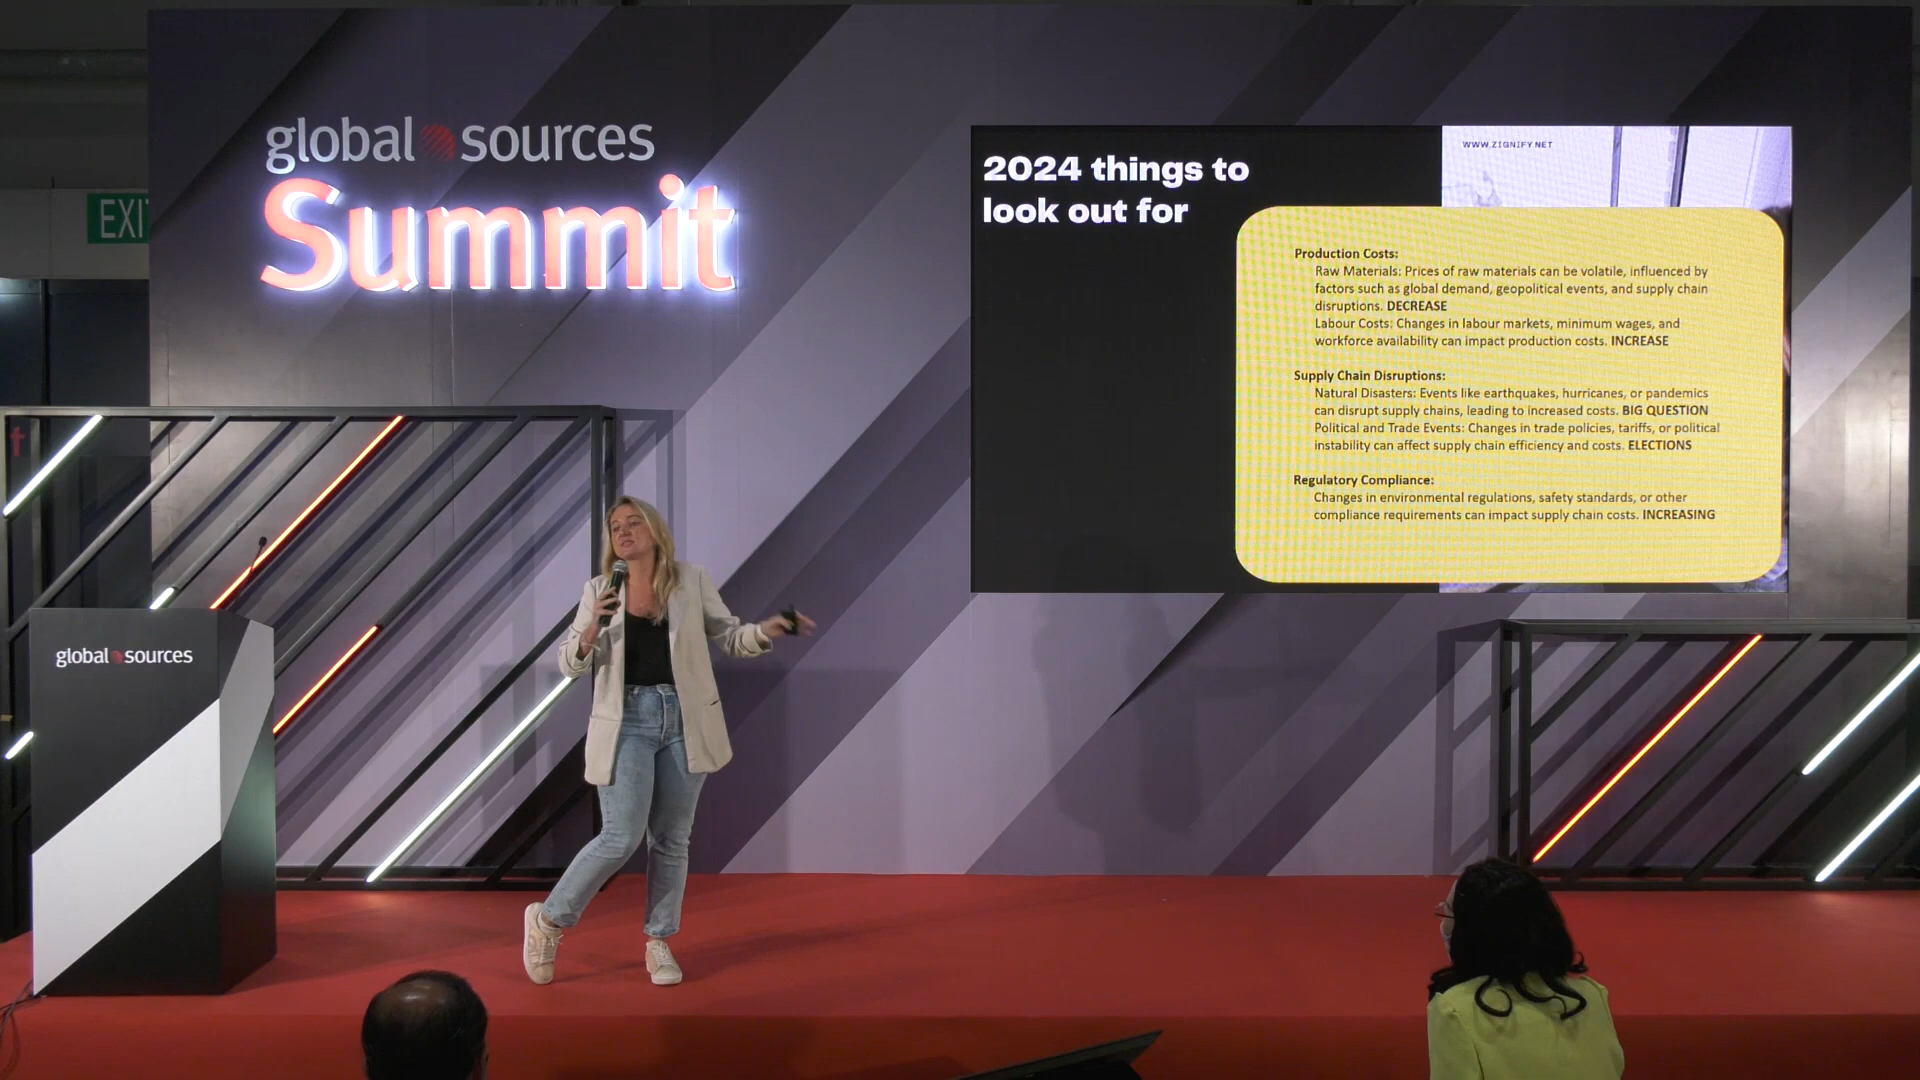 global sources
Summit
EXI
global sources
2024 things to
look out for
WWW.ZIGNIFY.NET
Production Costs:
Raw Materials: Prices of raw materials can be volatile, influenced by
factors such as global demand, geopolitical events, and supply chain
disruptions. DECREASE
Labour Costs: Changes in labour markets, minimum wages, and
workforce availability can impact production costs. INCREASE
Supply Chain Disruptions:
Natural Disasters: Events like earthquakes, hurricanes, or pandemics
can disrupt supply chains, leading to increased costs. BIG QUESTION
Political and Trade Events: Changes in trade policies, tariffs, or political
instability can affect supply chain efficiency and costs. ELECTIONS
Regulatory Compliance:
Changes in environmental regulations, safety standards, or other
compliance requirements can impact supply chain costs. INCREASING